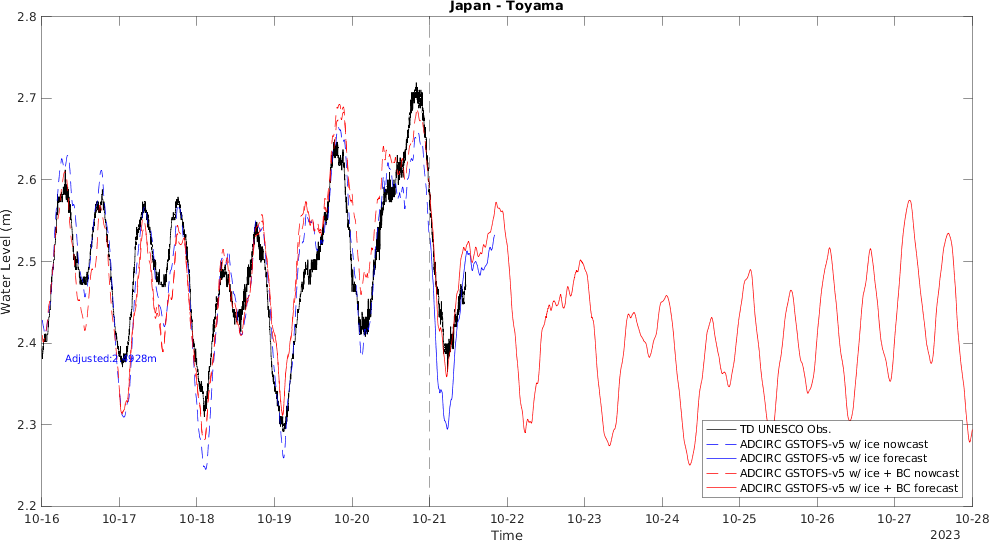 Japan - Toyama
2.8
2.7
2.6
2.5
2.4
2.3
2.2
Water Level (m)
TD UNESCO Obs.
ADCIRC GSTOFS-v5 w/ ice nowcast
ADCIRC GSTOFS-v5 w/ ice forecast
ADCIRC GSTOFS-v5 w/ ice + BC nowcast
ADCIRC GSTOFS-v5 w/ ice + BC forecast
10-16 10-17 10-18 10-19 10-20 10-21 10-22 10-23 10-24 10-25 10-26 10-27 10-28
Time
2023